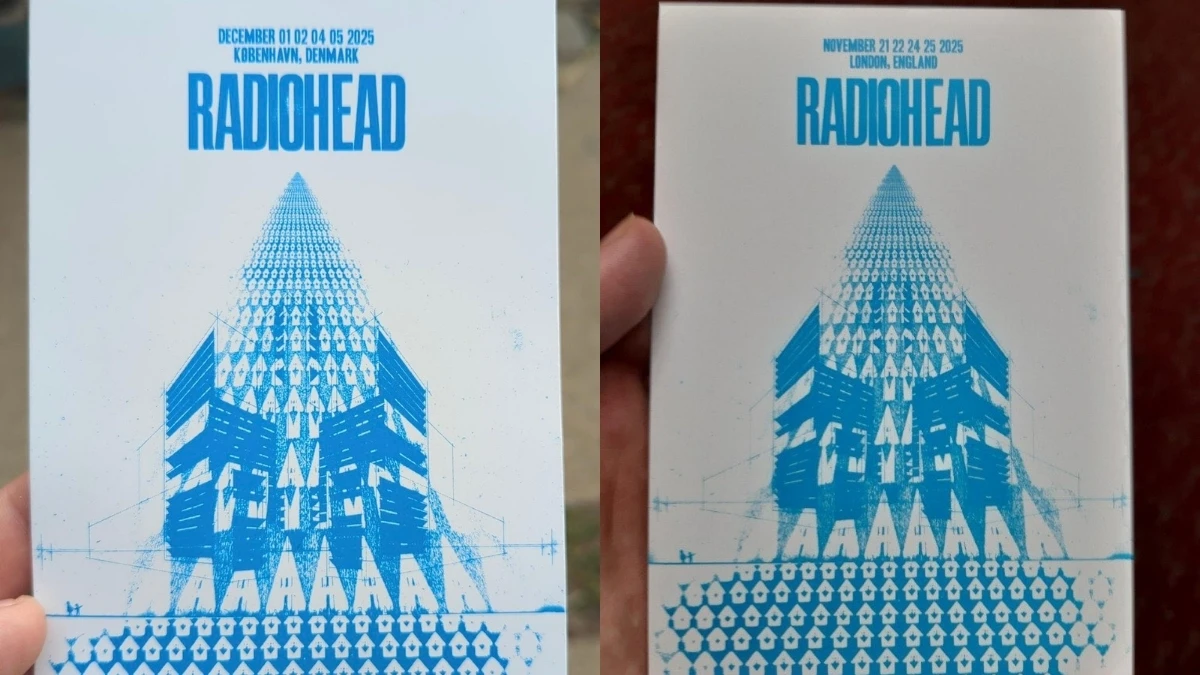 DECEMBER 01 02 04 05 2025
KØBENHAVN, DENMARK
RADIOHEAD
NOVEMBER 21 22 24 25 2025
LONDON, ENGLAND
RADIOHEAD